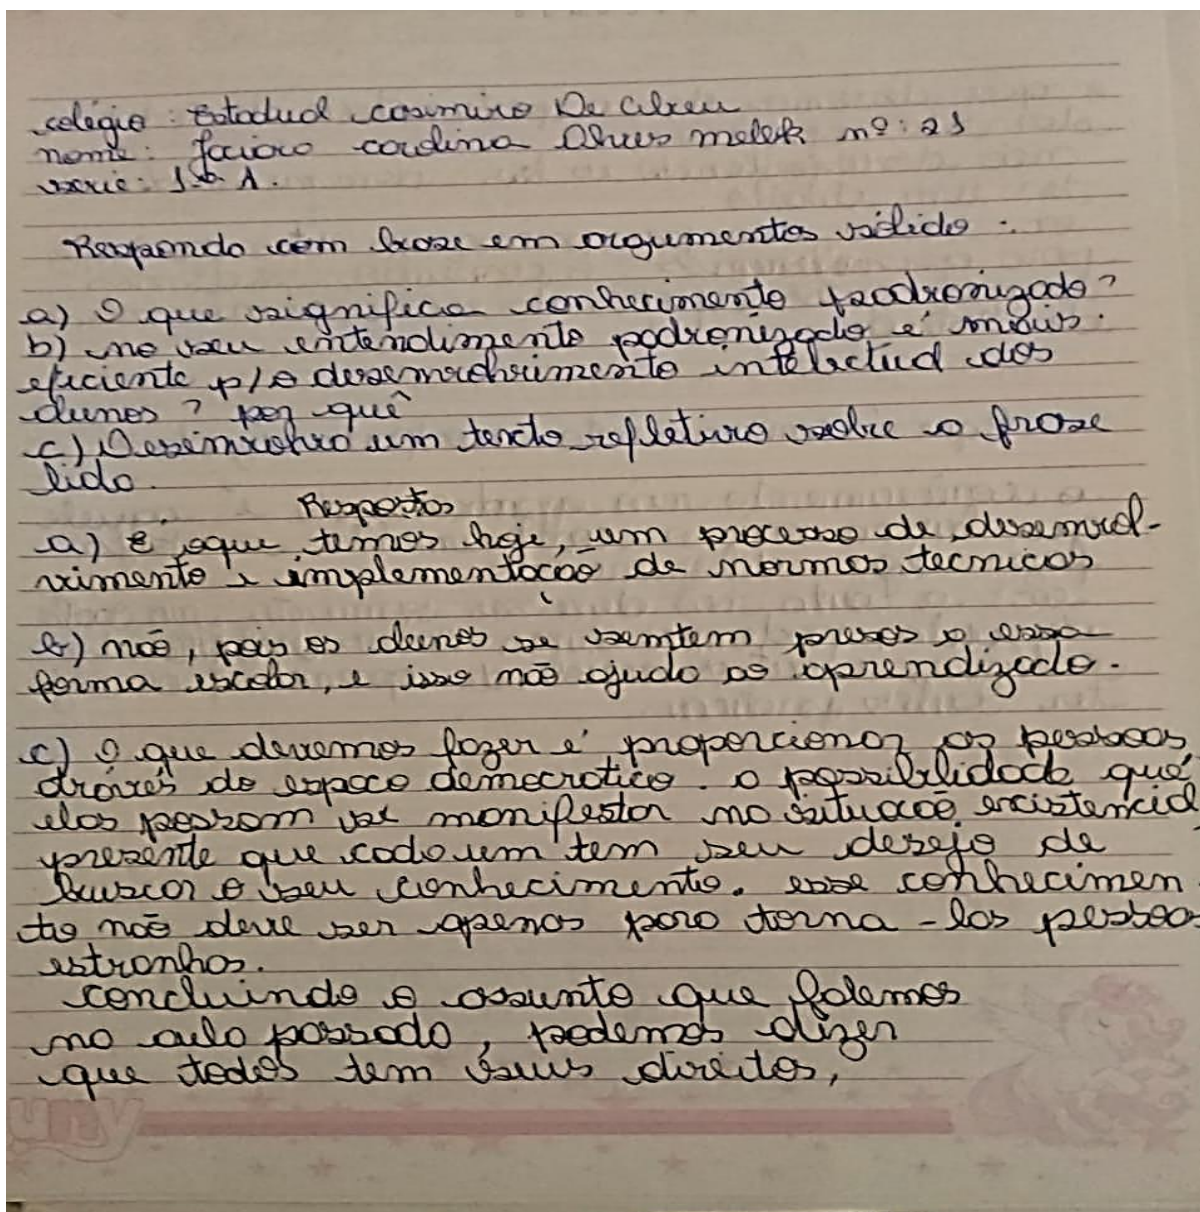 colégio: Estadual casimiro De Abreu
nome: carolina melek nº: 21
serie: 1º A.
Responda com base em argumentos válido:
a) O que significa conhecimento padronizado?
b) no seu entendimento padronizado é mais
eficiente p/o desenvolvimento intelectual dos
alunos? por quê
c) Desenvolva um texto refletivo sobre a frase
lido.
Respostas
a) é oque temos hoje, um processo de desenvol-
vimento e implementação de normas tecnicas
b) não, pois os alunos se sentem presos a essa
forma escolar, e isso não ajuda ao aprendizado.
c) O que devemos fazer é proporcionar as pessoas,
através do espaço democratico a possibilidade que
elas possam se manifestar na situação existencial
presente que cada um tem seu desejo de
buscar o seu conhecimento. esse conhecimen
to não deve ser apenas para torna-los pessoas
estranhas.
concluindo o assunto que falemos
na aula passada, podemos dizer
que todos tem seus direitos,